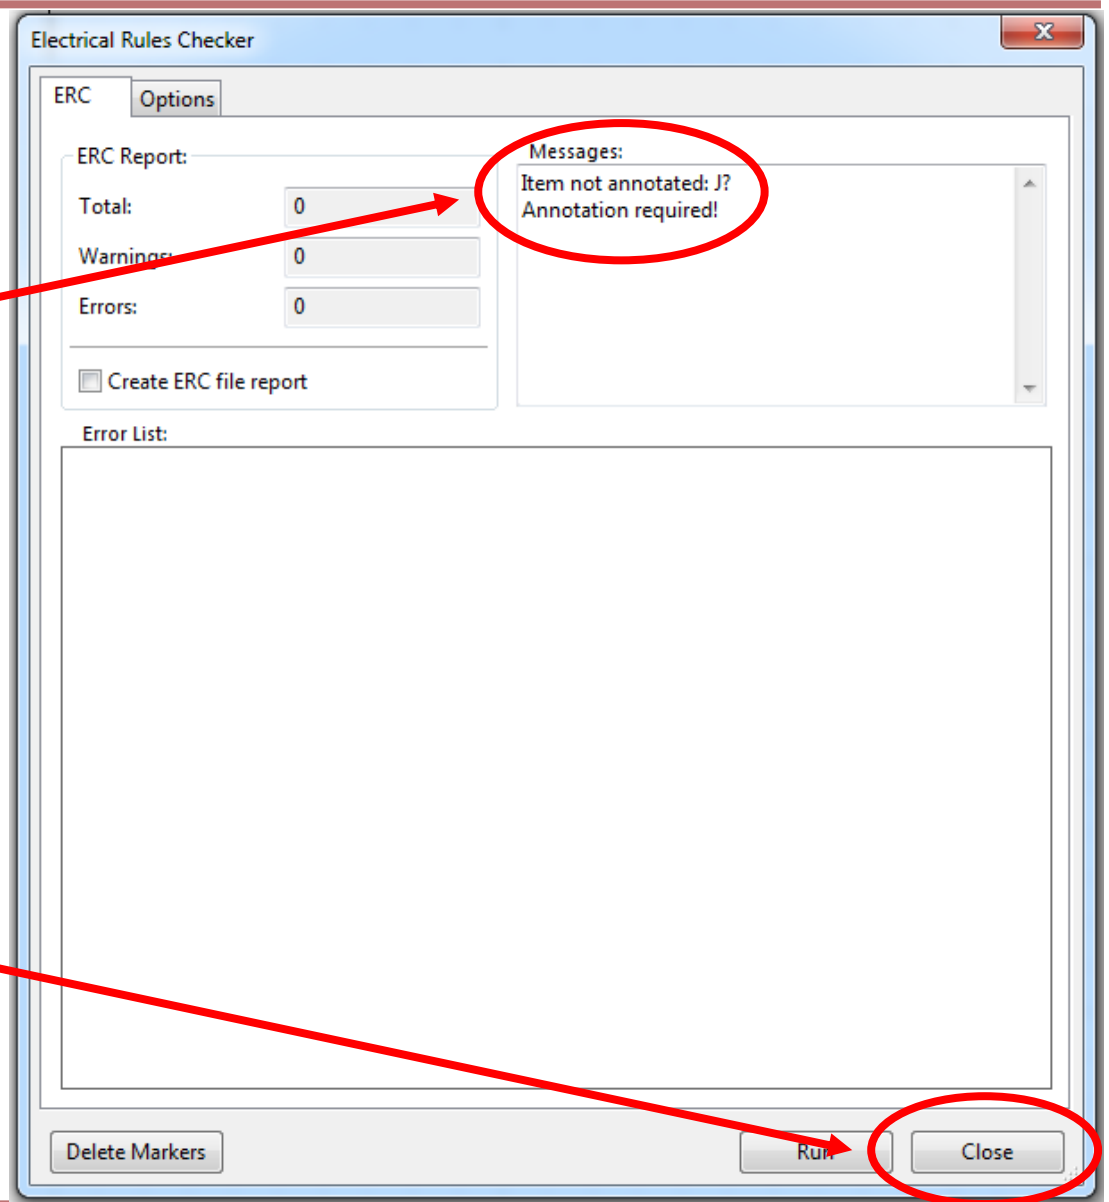 Electrical Rules Checker
ERC
Options
ERC Report:
Total:
0
Warnings:
0
Errors:
0
Create ERC file report
Messages:
Item not annotated: J?
Annotation required!
Error List:
Delete Markers
Run
Close